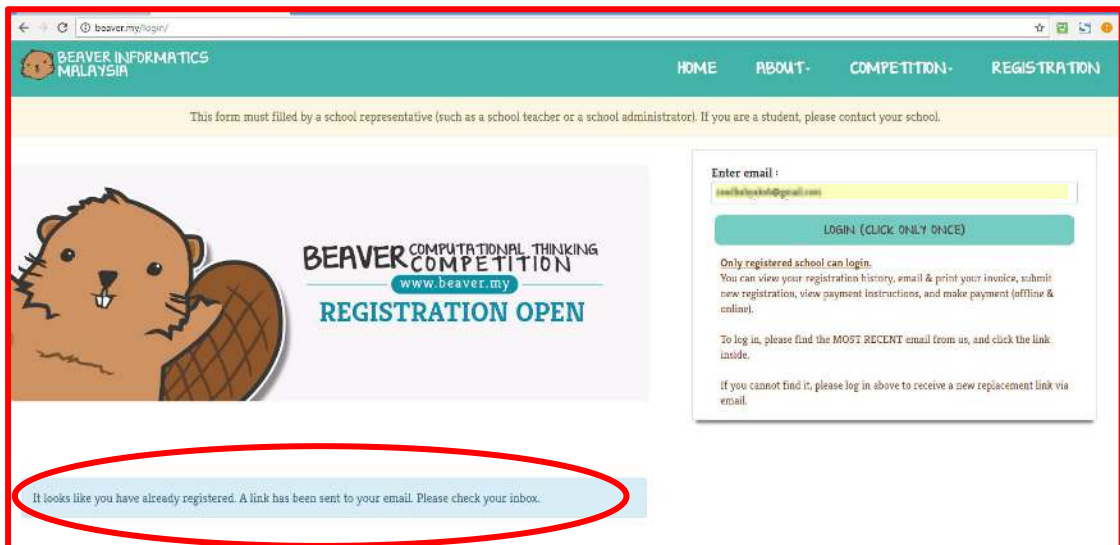 beaver.my/login/
BEAVER INFORMATICS
MALAYSIA
HOME ABOUT- COMPETITION- REGISTRATION
This form must filled by a school representative (such as a school teacher or a school administrator). If you are a student, please contact your school.
BEAVER COMPUTATIONAL THINKING
COMPETITION
www.beaver.my
REGISTRATION OPEN
Enter email :
@gmail.com
LOGIN (CLICK ONLY ONCE)
Only registered school can login.
You can view your registration history, email & print your invoice, submit
new registration, view payment instructions, and make payment (offline &
online).
To log in, please find the MOST RECENT email from us, and click the link
inside.
If you cannot find it, please log in above to receive a new replacement link via
email.
It looks like you have already registered. A link has been sent to your email. Please check your inbox.